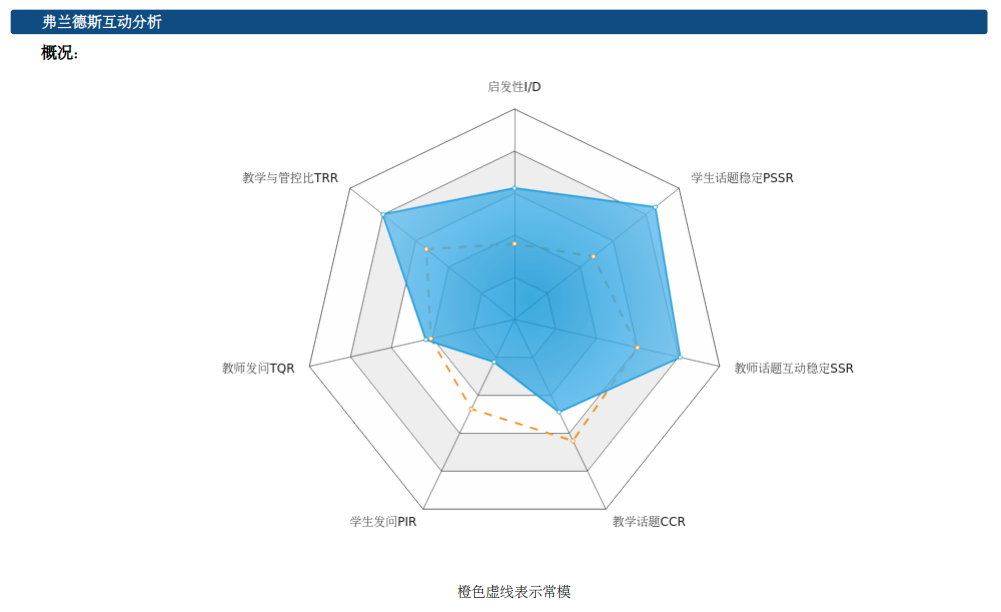 弗兰德斯互动分析
概况：
启发性I/D
教学与管控比TRR
学生话题稳定PSSR
教师发问TQR
教师话题互动稳定SSR
学生发问PIR
教学话题CCR
橙色虚线表示常模